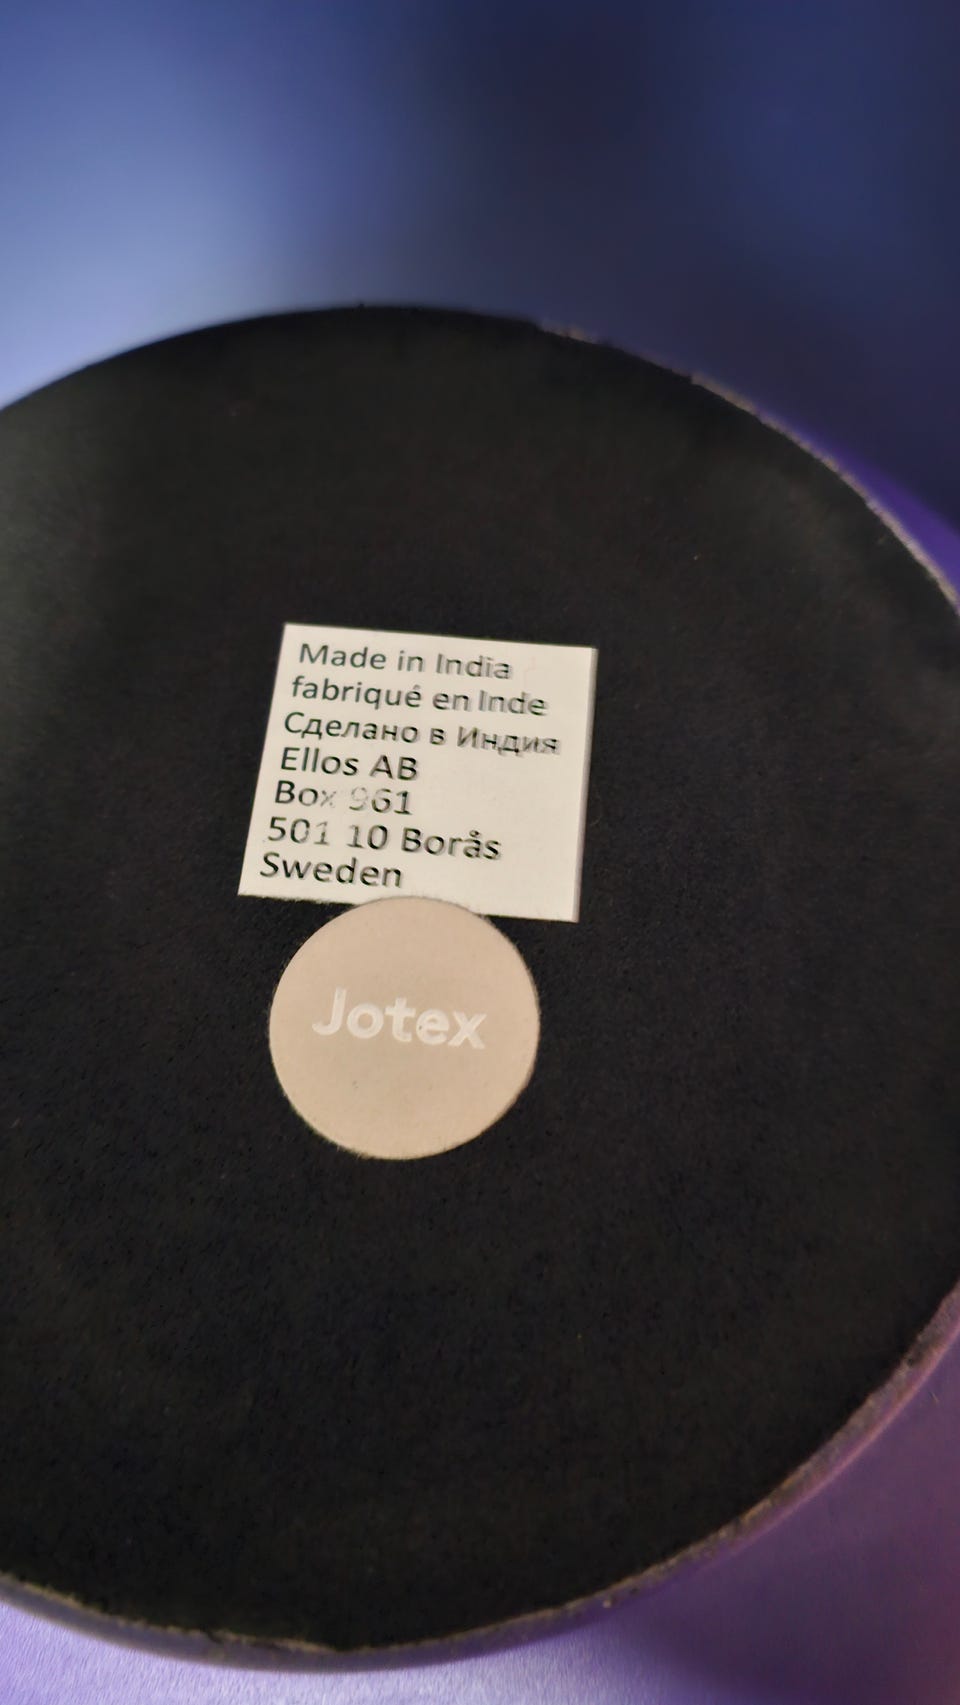 Made in India
fabriqué en Inde
Сделано в Индия
Ellos AB
Box 961
501 10 Borås
Sweden
Jotex